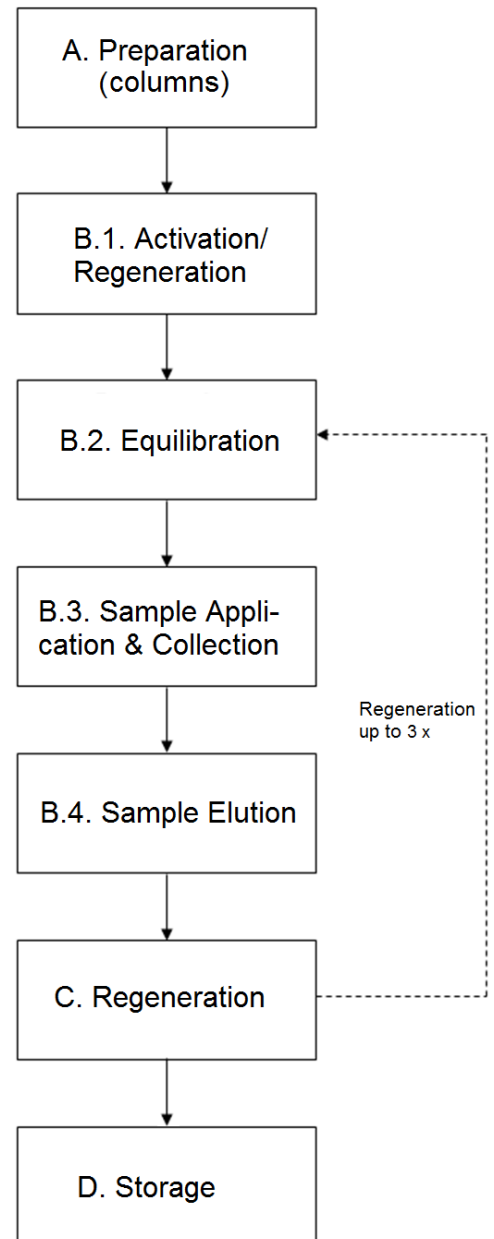 A. Preparation
(columns)
B.1. Activation/
Regeneration
B.2. Equilibration
B.3. Sample Appli-
cation & Collection
Regeneration
up to 3 x
B.4. Sample Elution
C. Regeneration
D. Storage